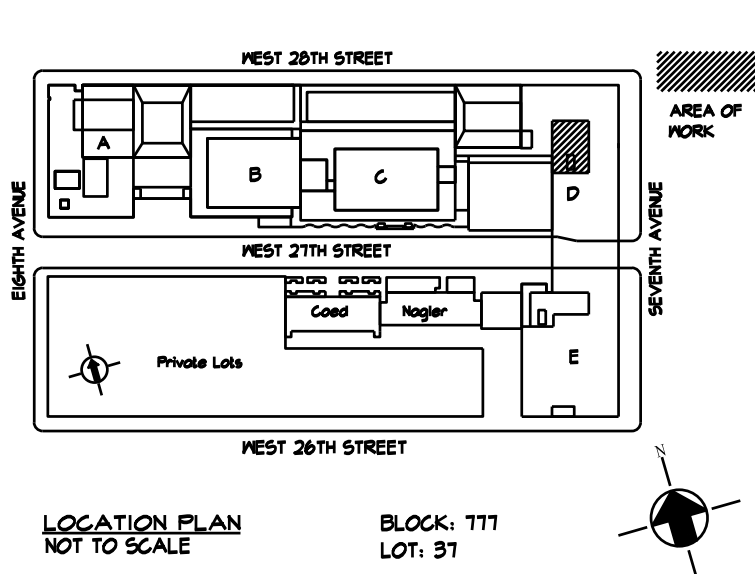 WEST 28TH STREET
AREA OF
WORK
A
B
C
D
EIGHTH AVENUE
SEVENTH AVENUE
WEST 27TH STREET
Coed
Nagler
Private Lots
E
WEST 26TH STREET
N
LOCATION PLAN
NOT TO SCALE
BLOCK: 777
LOT: 37